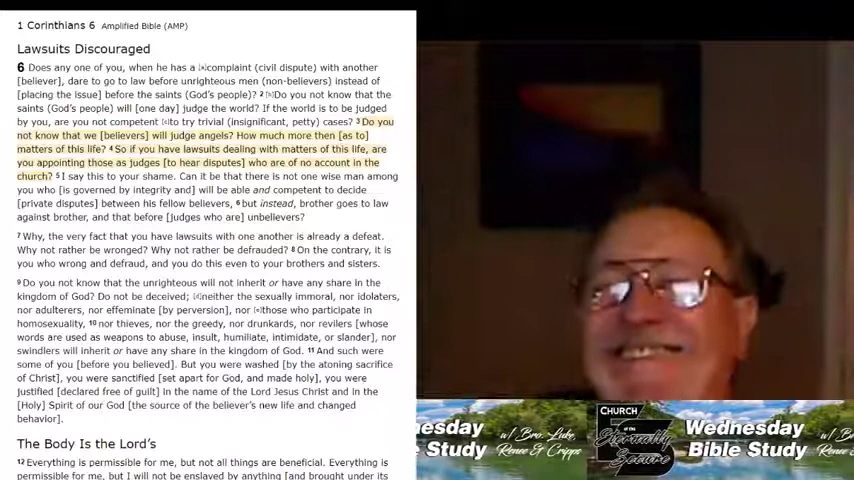 1 Corinthians 6 Amplified Bible (AMP)
Lawsuits Discouraged
6 Does any one of you, when he has a [a]complaint (civil dispute) with another
[believer], dare to go to law before unrighteous men (non-believers) instead of
[placing the issue] before the saints (God's people)? 2 [b]Do you not know that the
saints (God's people) will [one day] judge the world? If the world is to be judged
by you, are you not competent [c]to try trivial (insignificant, petty) cases? 3 Do you
not know that we [believers] will judge angels? How much more then [as to]
matters of this life? 4 So if you have lawsuits dealing with matters of this life, are
you appointing those as judges [to hear disputes] who are of no account in the
church? 5 I say this to your shame. Can it be that there is not one wise man among
you who [is governed by integrity and] will be able and competent to decide
[private disputes] between his fellow believers, 6 but instead, brother goes to law
against brother, and that before [judges who are] unbelievers?
7 Why, the very fact that you have lawsuits with one another is already a defeat.
Why not rather be wronged? Why not rather be defrauded? 8 On the contrary, it is
you who wrong and defraud, and you do this even to your brothers and sisters.
9 Do you not know that the unrighteous will not inherit or have any share in the
kingdom of God? Do not be deceived; [d]neither the sexually immoral, nor idolaters,
nor adulterers, nor effeminate [by perversion], nor [e]those who participate in
homosexuality, 10 nor thieves, nor the greedy, nor drunkards, nor revilers [whose
words are used as weapons to abuse, insult, humiliate, intimidate, or slander], nor
swindlers will inherit or have any share in the kingdom of God. 11 And such were
some of you [before you believed]. But you were washed [by the atoning sacrifice
of Christ], you were sanctified [set apart for God, and made holy], you were
justified [declared free of guilt] in the name of the Lord Jesus Christ and in the
[Holy] Spirit of our God [the source of the believer's new life and changed
behavior].
The Body Is the Lord's
12 Everything is permissible for me, but not all things are beneficial. Everything is
permissible for me, but I will not be enslaved by anything [and brought under its
nesday
Study
w/ Bro. Luke,
Renee & Cripps
CHURCH
of the
Eternally
Secure
Wednesday
Bible Study
w/ Bro
Renee